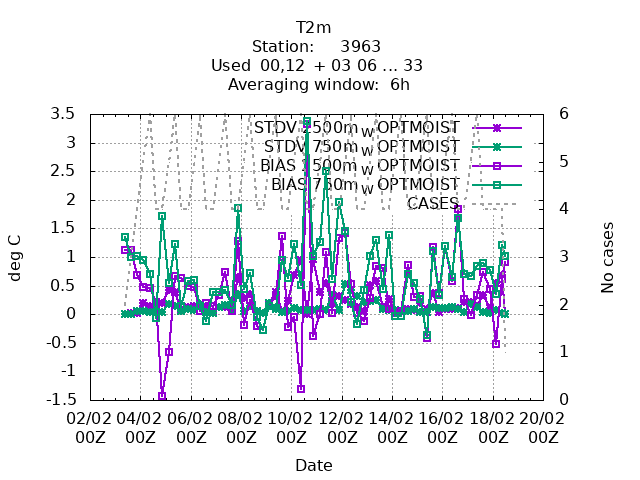 T2m
Station: 3963
Used 00,12 + 03 06 ... 33
Averaging window: 6h
3.5 6
STDV 2500m_w OPTMOIST
3 STDV 750m_w OPTMOIST
5
2.5 BIAS 2500m_w OPTMOIST
BIAS 750m_w OPTMOIST
2 CASES 4
1.5
1 3
0.5
0 2
-0.5
-1 1
-1.5 0
deg C
No cases
02/02 04/02 06/02 08/02 10/02 12/02 14/02 16/02 18/02 20/02
00Z 00Z 00Z 00Z 00Z 00Z 00Z 00Z 00Z 00Z
Date